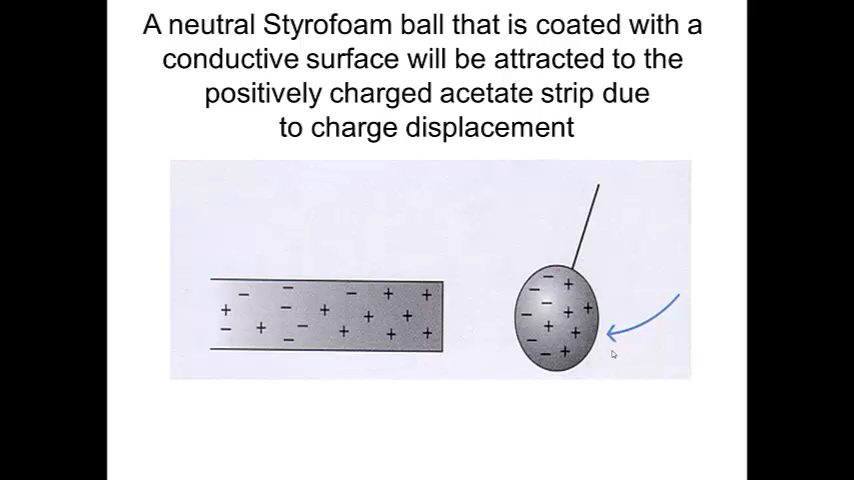 A neutral Styrofoam ball that is coated with a
conductive surface will be attracted to the
positively charged acetate strip due
to charge displacement